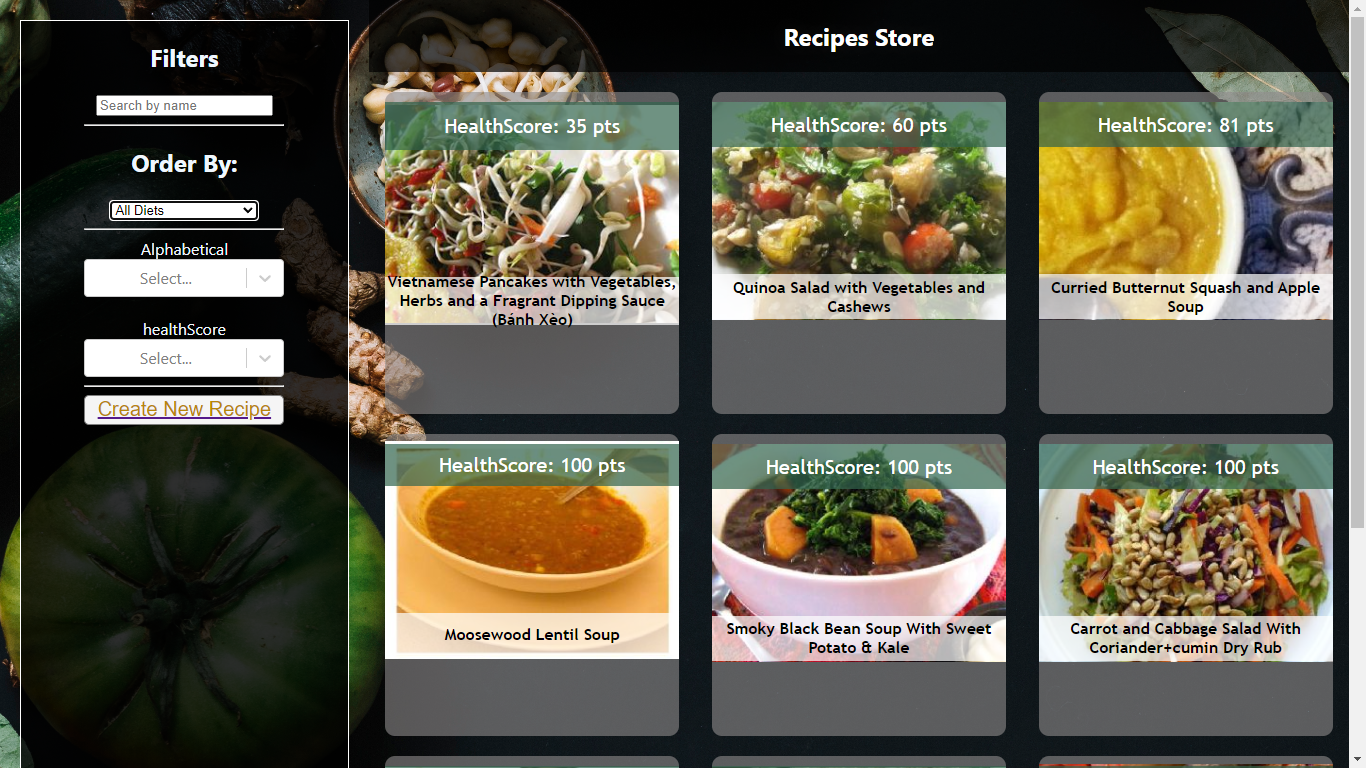 Filters
Search by name
Order By:
All Diets
Alphabetical
Select...
healthScore
Select...
Create New Recipe
Recipes Store
HealthScore: 35 pts
Vietnamese Pancakes with Vegetables,
Herbs and a Fragrant Dipping Sauce
(Bánh Xèo)
HealthScore: 60 pts
Quinoa Salad with Vegetables and
Cashews
HealthScore: 81 pts
Curried Butternut Squash and Apple
Soup
HealthScore: 100 pts
Moosewood Lentil Soup
HealthScore: 100 pts
Smoky Black Bean Soup With Sweet
Potato & Kale
HealthScore: 100 pts
Carrot and Cabbage Salad With
Coriander+cumin Dry Rub